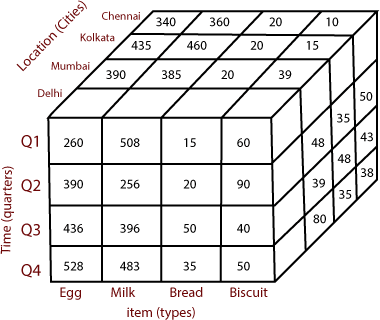 Location (Cities)
Chennai 340 360 20 10
Kolkata 435 460 20 15
Mumbai 390 385 20 39
Delhi
Time (quarters)
Q1 260 508 15 60
Q2 390 256 20 90
Q3 436 396 50 40
Q4 528 483 35 50
48 35 50
39 48 43
80 35 38
Egg Milk Bread Biscuit
item (types)